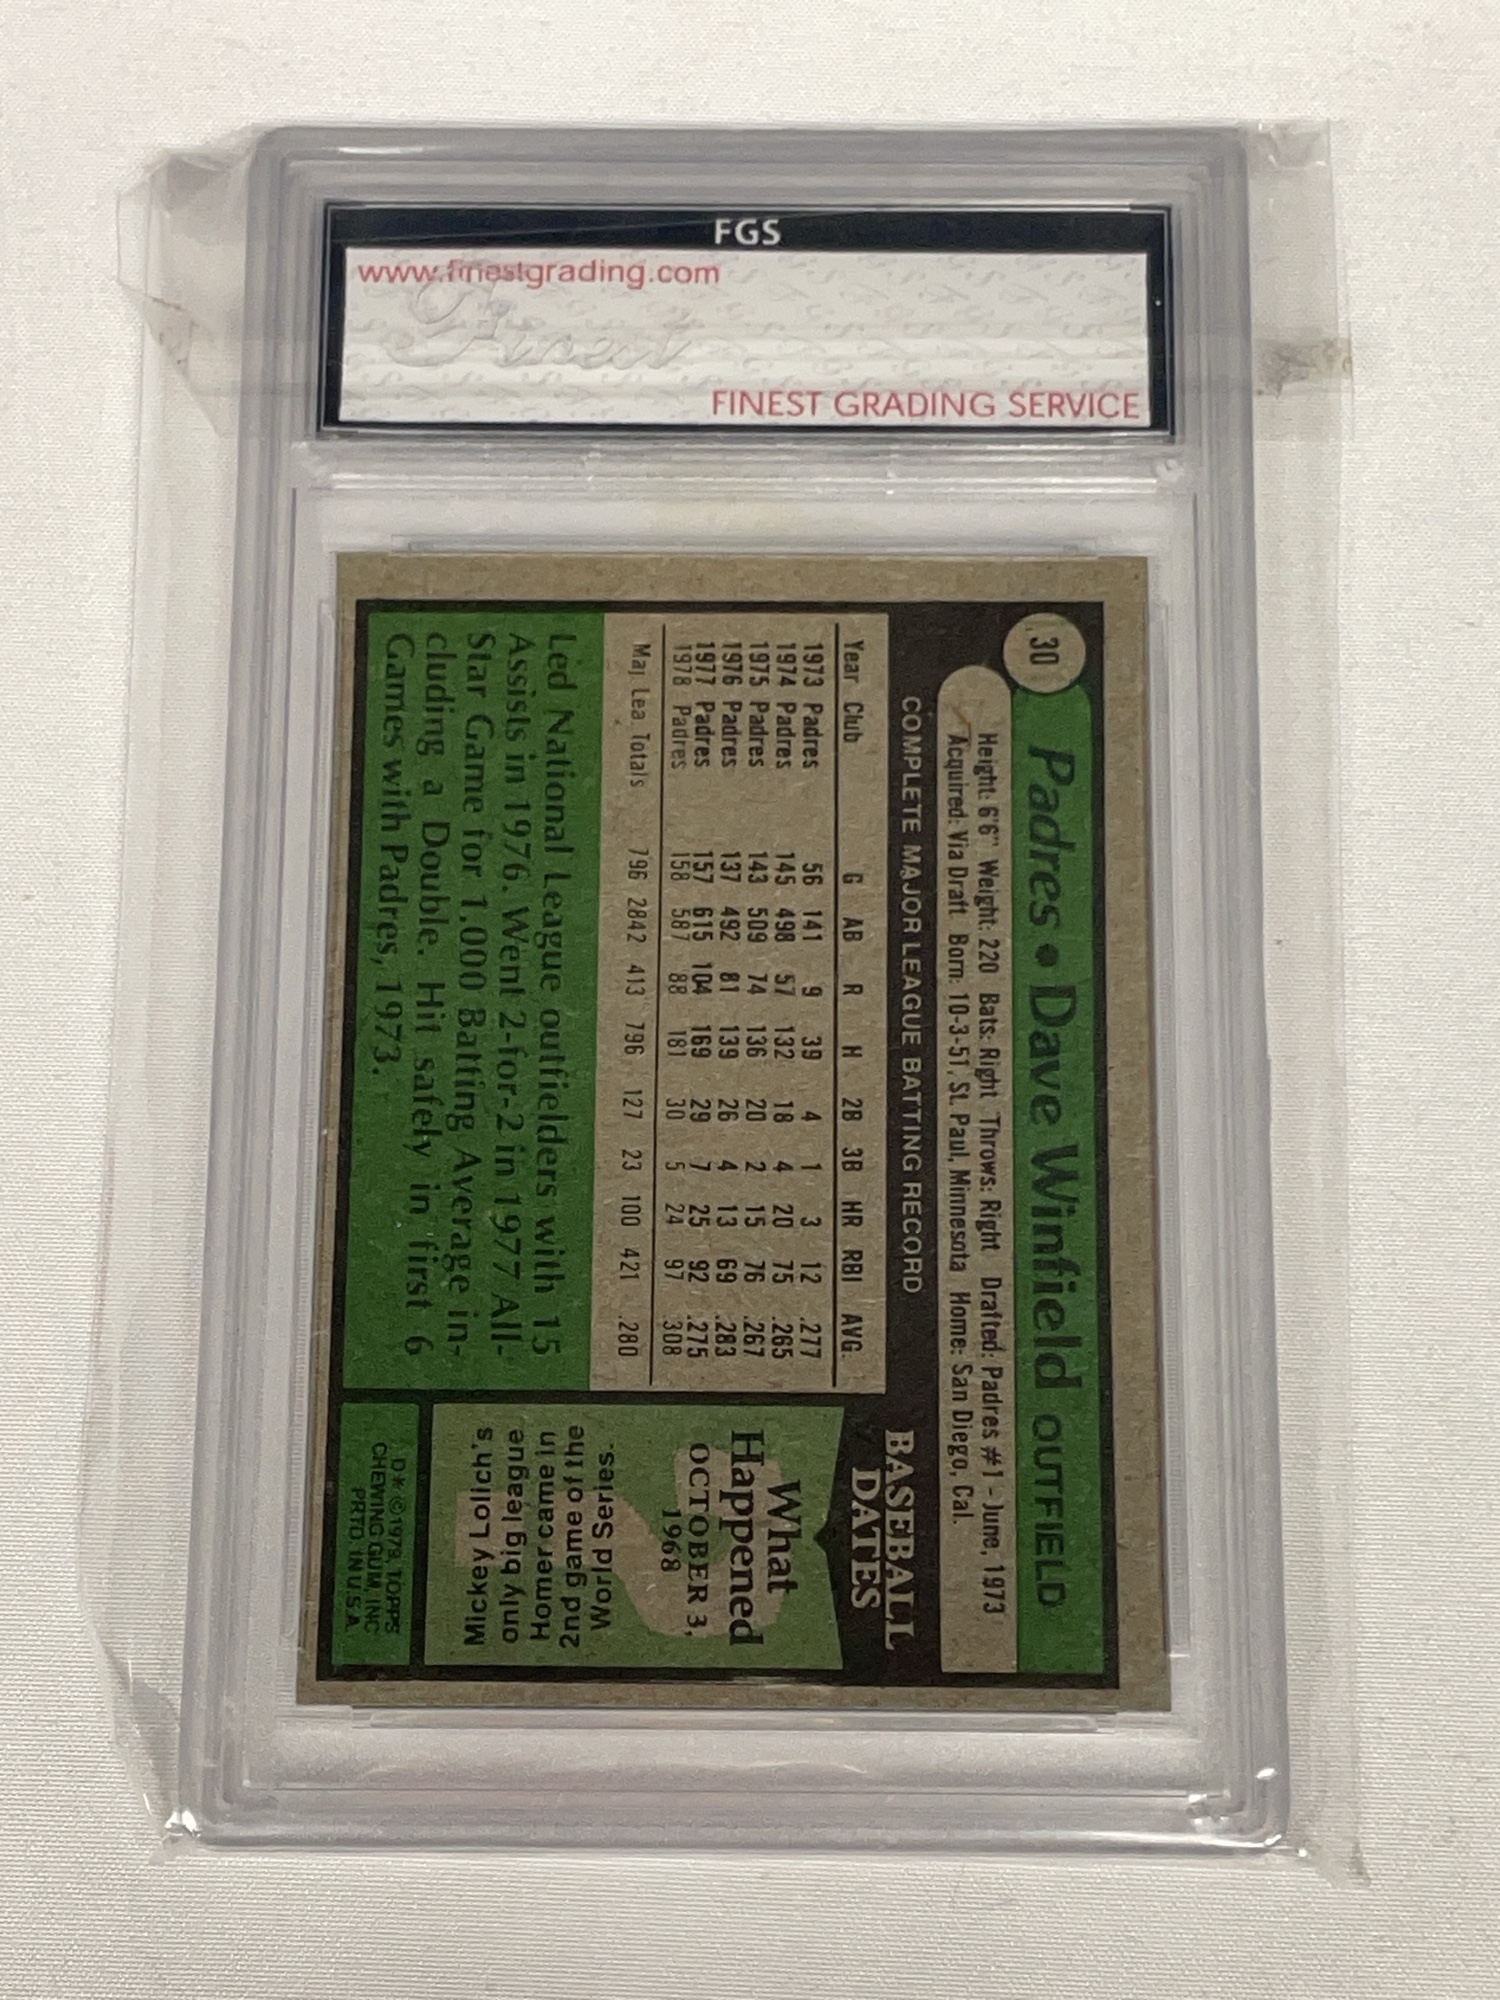 FGS
www.finestgrading.com
Finest
FINEST GRADING SERVICE
30
Padres • Dave Winfield OUTFIELD
Height: 6'6" Weight: 220 Bats: Right Throws: Right Drafted: Padres #1 - June, 1973
Acquired: Via Draft Born: 10-3-51, St. Paul, Minnesota Home: San Diego, Cal.
COMPLETE MAJOR LEAGUE BATTING RECORD
Year Club G AB R H 2B 3B HR RBI AVG.
1973 Padres 56 141 9 39 4 1 3 12 .277
1974 Padres 145 498 57 132 18 4 20 75 .265
1975 Padres 143 509 74 136 20 2 15 76 .267
1976 Padres 137 492 81 139 26 4 13 69 .283
1977 Padres 157 615 104 169 29 7 25 92 .275
1978 Padres 158 587 88 181 30 5 24 97 .308
Maj. Lea. Totals 796 2842 413 796 127 23 100 421 .280
Led National League outfielders with 15
Assists in 1976. Went 2-for-2 in 1977 All-
Star Game for 1.000 Batting Average in-
cluding a Double. Hit safely in first 6
Games with Padres, 1973.
BASEBALL
DATES
What
Happened
OCTOBER 3,
1968
Mickey Lolich's
only big league
Homer came in
2nd game of the
World Series.
D* © 1979, TOPPS
CHEWING GUM, INC.
PRTD. IN U.S.A.